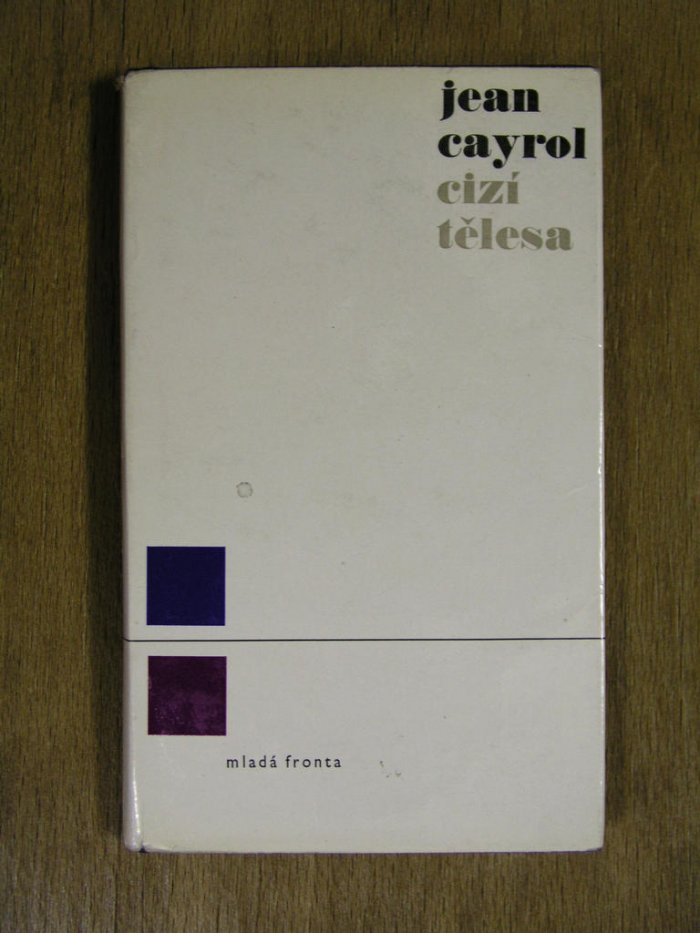 jean
cayrol
cizí
tělesa
mladá fronta